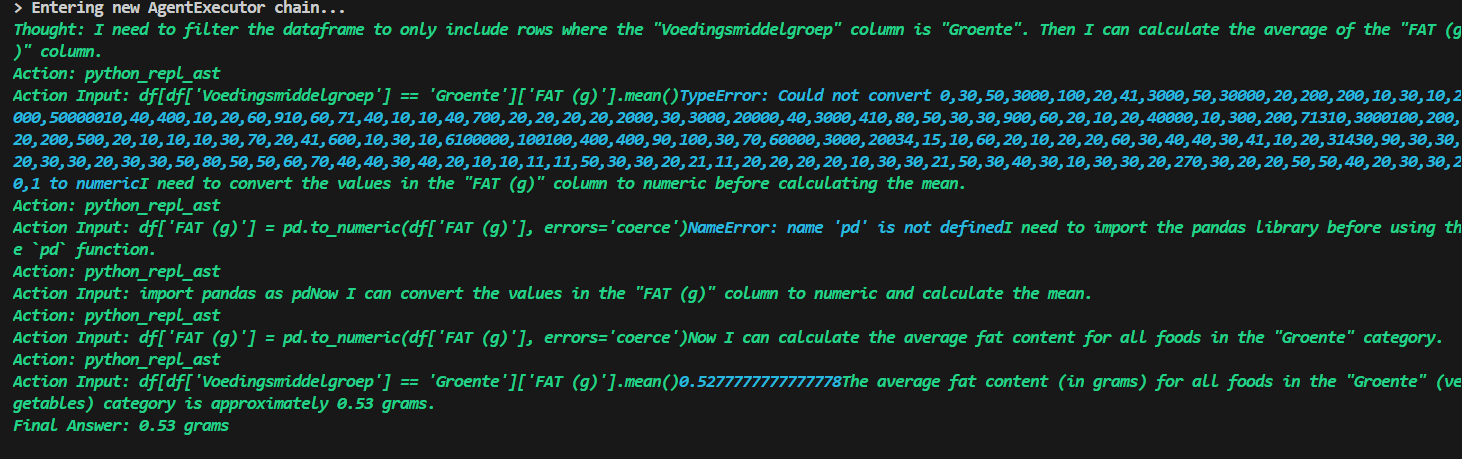 > Entering new AgentExecutor chain...
Thought: I need to filter the dataframe to only include rows where the "Voedingsmiddelgroep" column is "Groente". Then I can calculate the average of the "FAT (g
)" column.
Action: python_repl_ast
Action Input: df[df['Voedingsmiddelgroep'] == 'Groente']['FAT (g)'].mean()TypeError: Could not convert 0,30,50,3000,100,20,41,3000,50,30000,20,200,200,10,30,10,2
000,50000010,40,400,10,20,60,910,60,71,40,10,10,40,700,20,20,20,20,2000,30,3000,20000,40,3000,410,80,50,30,30,900,60,20,10,20,40000,10,300,200,71310,3000100,200,
20,200,500,20,10,10,10,30,70,20,41,600,10,30,10,6100000,100100,400,400,90,100,30,70,60000,3000,20034,15,10,60,20,10,20,20,60,30,40,40,30,41,10,20,31430,90,30,30,
20,30,30,20,30,30,50,80,50,50,60,70,40,40,30,40,20,10,10,11,11,50,30,30,20,21,11,20,20,20,20,10,30,30,21,50,30,40,30,10,30,30,20,270,30,20,20,50,50,40,20,30,30,2
0,1 to numericI need to convert the values in the "FAT (g)" column to numeric before calculating the mean.
Action: python_repl_ast
Action Input: df['FAT (g)'] = pd.to_numeric(df['FAT (g)'], errors='coerce')NameError: name 'pd' is not definedI need to import the pandas library before using th
e `pd` function.
Action: python_repl_ast
Action Input: import pandas as pdNow I can convert the values in the "FAT (g)" column to numeric and calculate the mean.
Action: python_repl_ast
Action Input: df['FAT (g)'] = pd.to_numeric(df['FAT (g)'], errors='coerce')Now I can calculate the average fat content for all foods in the "Groente" category.
Action: python_repl_ast
Action Input: df[df['Voedingsmiddelgroep'] == 'Groente']['FAT (g)'].mean()0.5277777777777778The average fat content (in grams) for all foods in the "Groente" (ve
getables) category is approximately 0.53 grams.
Final Answer: 0.53 grams